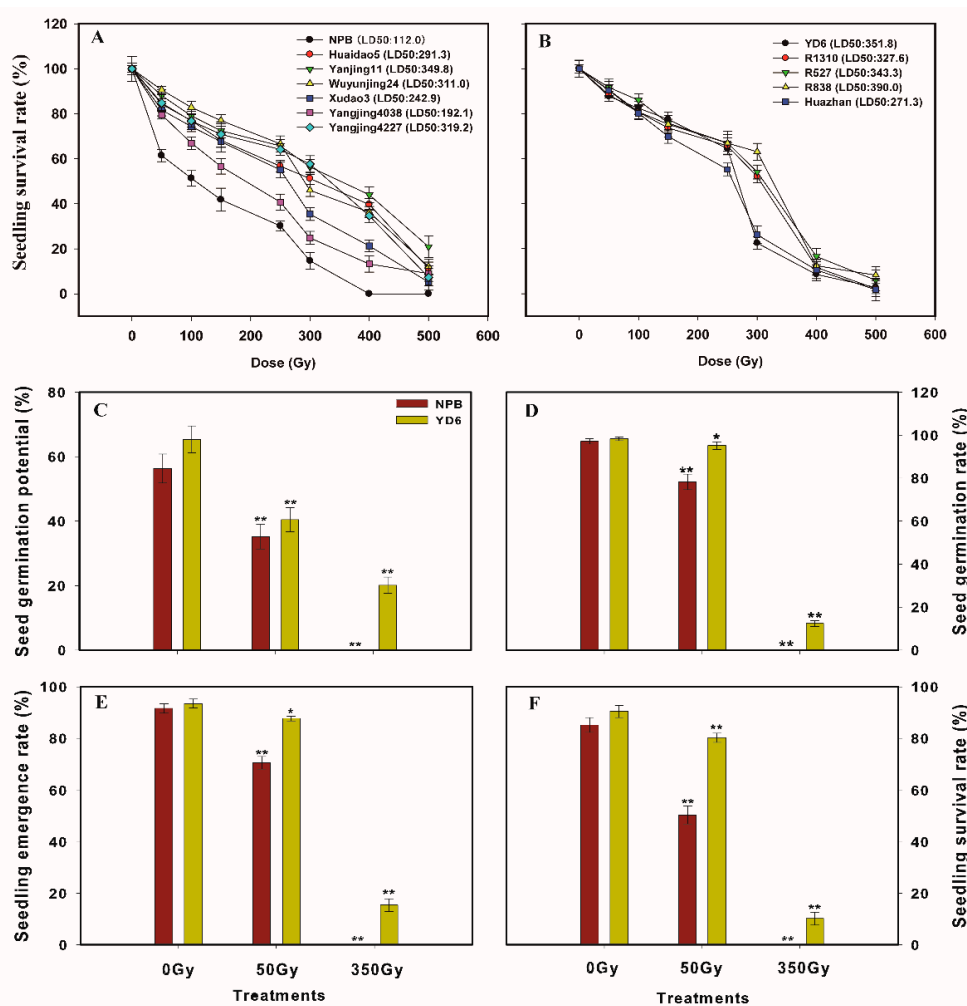 A
NPB (LD50:112.0)
Huaidao5 (LD50:291.3)
Yanjing11 (LD50:349.8)
Wuyunjing24 (LD50:311.0)
Xudao3 (LD50:242.9)
Yangjing4038 (LD50:192.1)
Yangjing4227 (LD50:319.2)
Seedling survival rate (%)
120
100
80
60
40
20
0
0 100 200 300 400 500 600
Dose (Gy)
B
YD6 (LD50:351.8)
R1310 (LD50:327.6)
R527 (LD50:343.3)
R838 (LD50:390.0)
Huazhan (LD50:271.3)
0 100 200 300 400 500 600
Dose (Gy)
C
NPB
YD6
Seed germination potential (%)
80
60
40
20
0
** ** ** **
D
Seed germination rate (%)
120
100
80
60
40
20
0
** * ** **
E
Seedling emergence rate (%)
100
80
60
40
20
0
** * ** **
0Gy 50Gy 350Gy
Treatments
F
Seedling survival rate (%)
100
80
60
40
20
0
** ** ** **
0Gy 50Gy 350Gy
Treatments